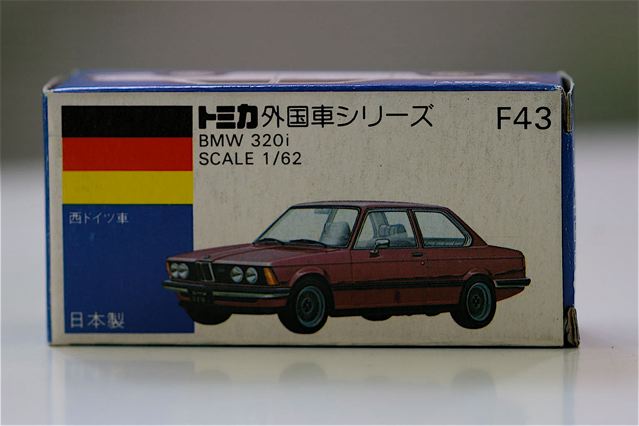 トミカ外国車シリーズ F43
BMW 320i
SCALE 1/62
西ドイツ車
日本製